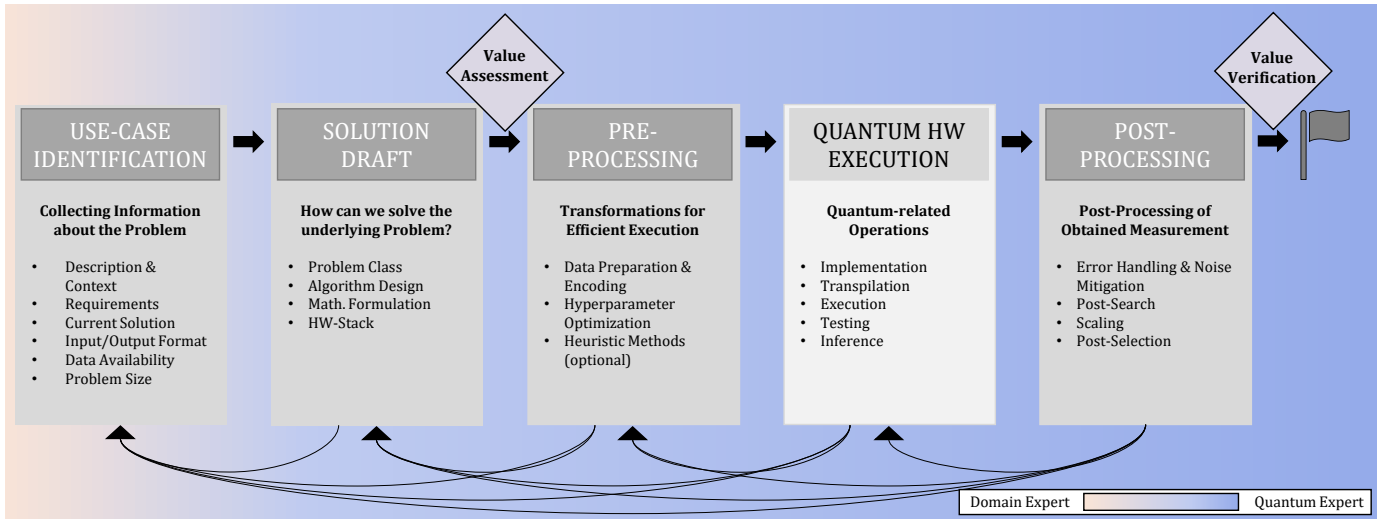 Value
Assessment
Value
Verification
USE-CASE
IDENTIFICATION
Collecting Information
about the Problem
• Description &
Context
• Requirements
• Current Solution
• Input/Output Format
• Data Availability
• Problem Size
SOLUTION
DRAFT
How can we solve the
underlying Problem?
• Problem Class
• Algorithm Design
• Math. Formulation
• HW-Stack
PRE-
PROCESSING
Transformations for
Efficient Execution
• Data Preparation &
Encoding
• Hyperparameter
Optimization
• Heuristic Methods
(optional)
QUANTUM HW
EXECUTION
Quantum-related
Operations
• Implementation
• Transpilation
• Execution
• Testing
• Inference
POST-
PROCESSING
Post-Processing of
Obtained Measurement
• Error Handling & Noise
Mitigation
• Post-Search
• Scaling
• Post-Selection
Domain Expert
Quantum Expert